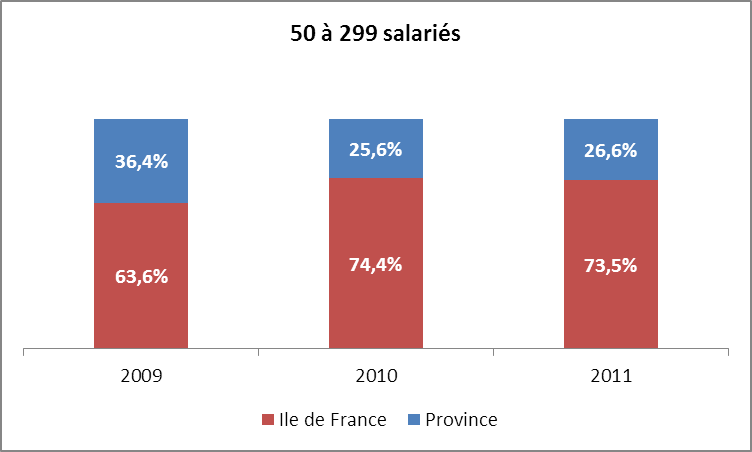 50 à 299 salariés
36,4% 25,6% 26,6%
63,6% 74,4% 73,5%
2009 2010 2011
Ile de France Province